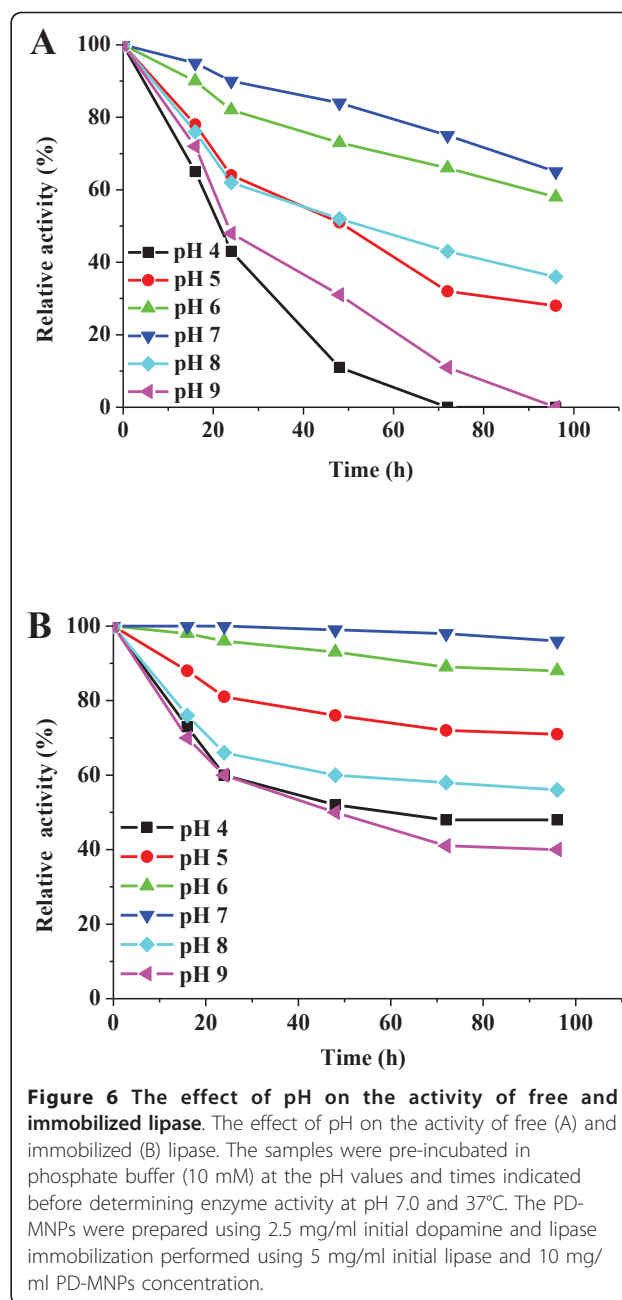 A
100
80
60
40
20
0
Relative activity (%)
pH 4
pH 5
pH 6
pH 7
pH 8
pH 9
0 20 40 60 80 100
Time (h)
B
100
80
60
40
20
0
Relative activity (%)
pH 4
pH 5
pH 6
pH 7
pH 8
pH 9
0 20 40 60 80 100
Time (h)
Figure 6 The effect of pH on the activity of free and
immobilized lipase. The effect of pH on the activity of free (A) and
immobilized (B) lipase. The samples were pre-incubated in
phosphate buffer (10 mM) at the pH values and times indicated
before determining enzyme activity at pH 7.0 and 37°C. The PD-
MNPs were prepared using 2.5 mg/ml initial dopamine and lipase
immobilization performed using 5 mg/ml initial lipase and 10 mg/
ml PD-MNPs concentration.